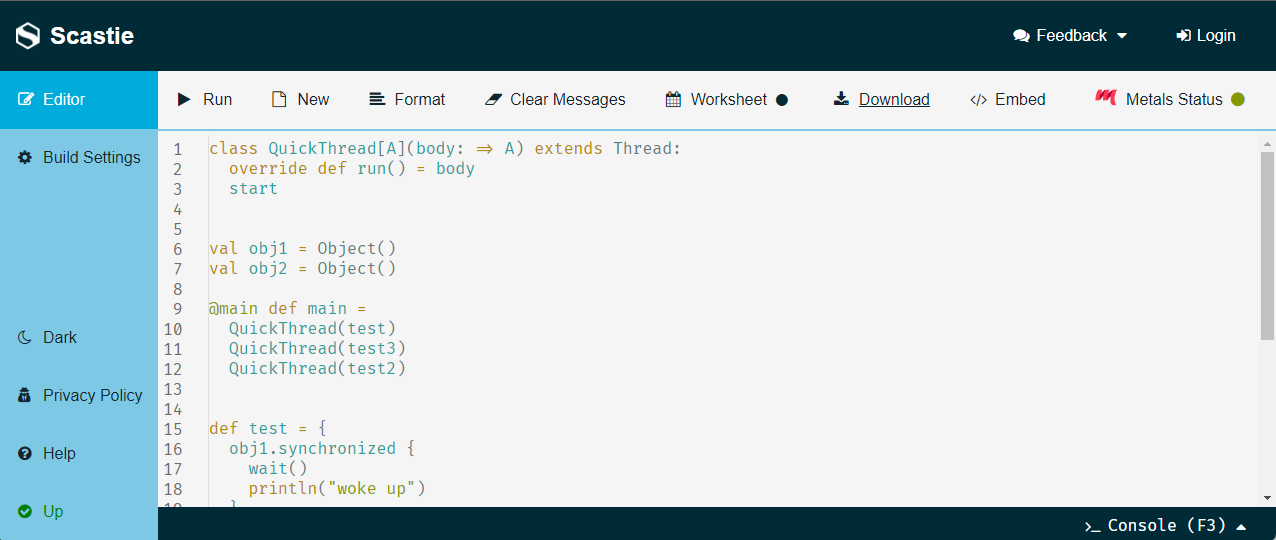 Scastie
Feedback
Login
Editor
Run
New
Format
Clear Messages
Worksheet
Download
Embed
Metals Status
Build Settings
Dark
Privacy Policy
Help
Up
1 class QuickThread[A](body: => A) extends Thread:
2   override def run() = body
3   start
4
5
6 val obj1 = Object()
7 val obj2 = Object()
8
9 @main def main =
10   QuickThread(test)
11   QuickThread(test3)
12   QuickThread(test2)
13
14
15 def test = {
16   obj1.synchronized {
17     wait()
18     println("woke up")
19   }
>_ Console (F3)